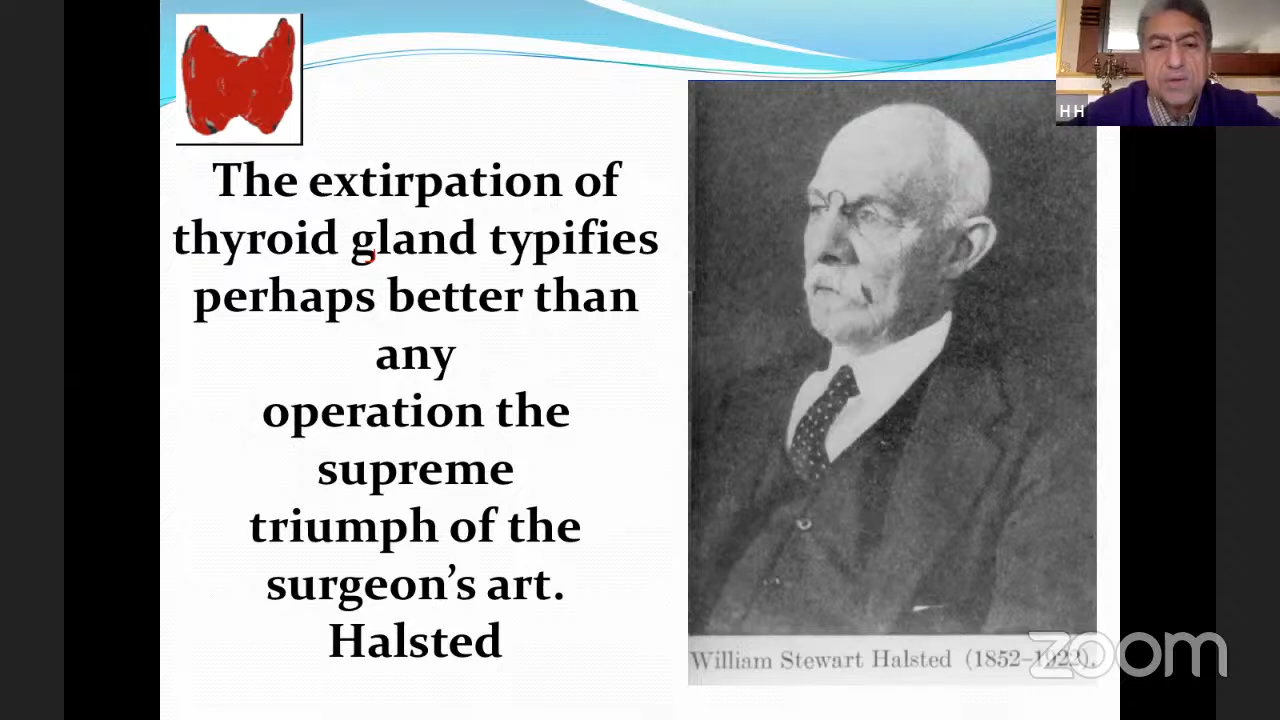 The extirpation of
thyroid gland typifies
perhaps better than
any
operation the
supreme
triumph of the
surgeon’s art.
Halsted
HH
William Stewart Halsted (1852–1922).
zoom